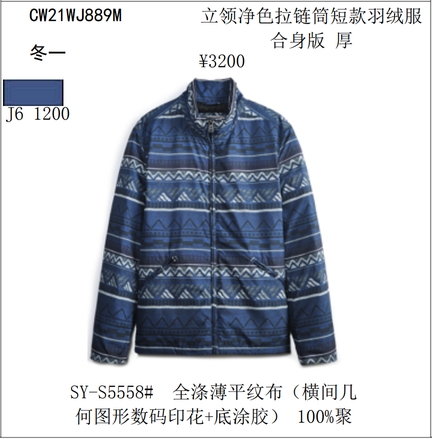 CW21WJ889M
立领净色拉链筒短款羽绒服
冬一
合身版 厚
¥3200
J6 1200
SY-S5558# 全涤薄平纹布（横间几
何图形数码印花+底涂胶） 100%聚